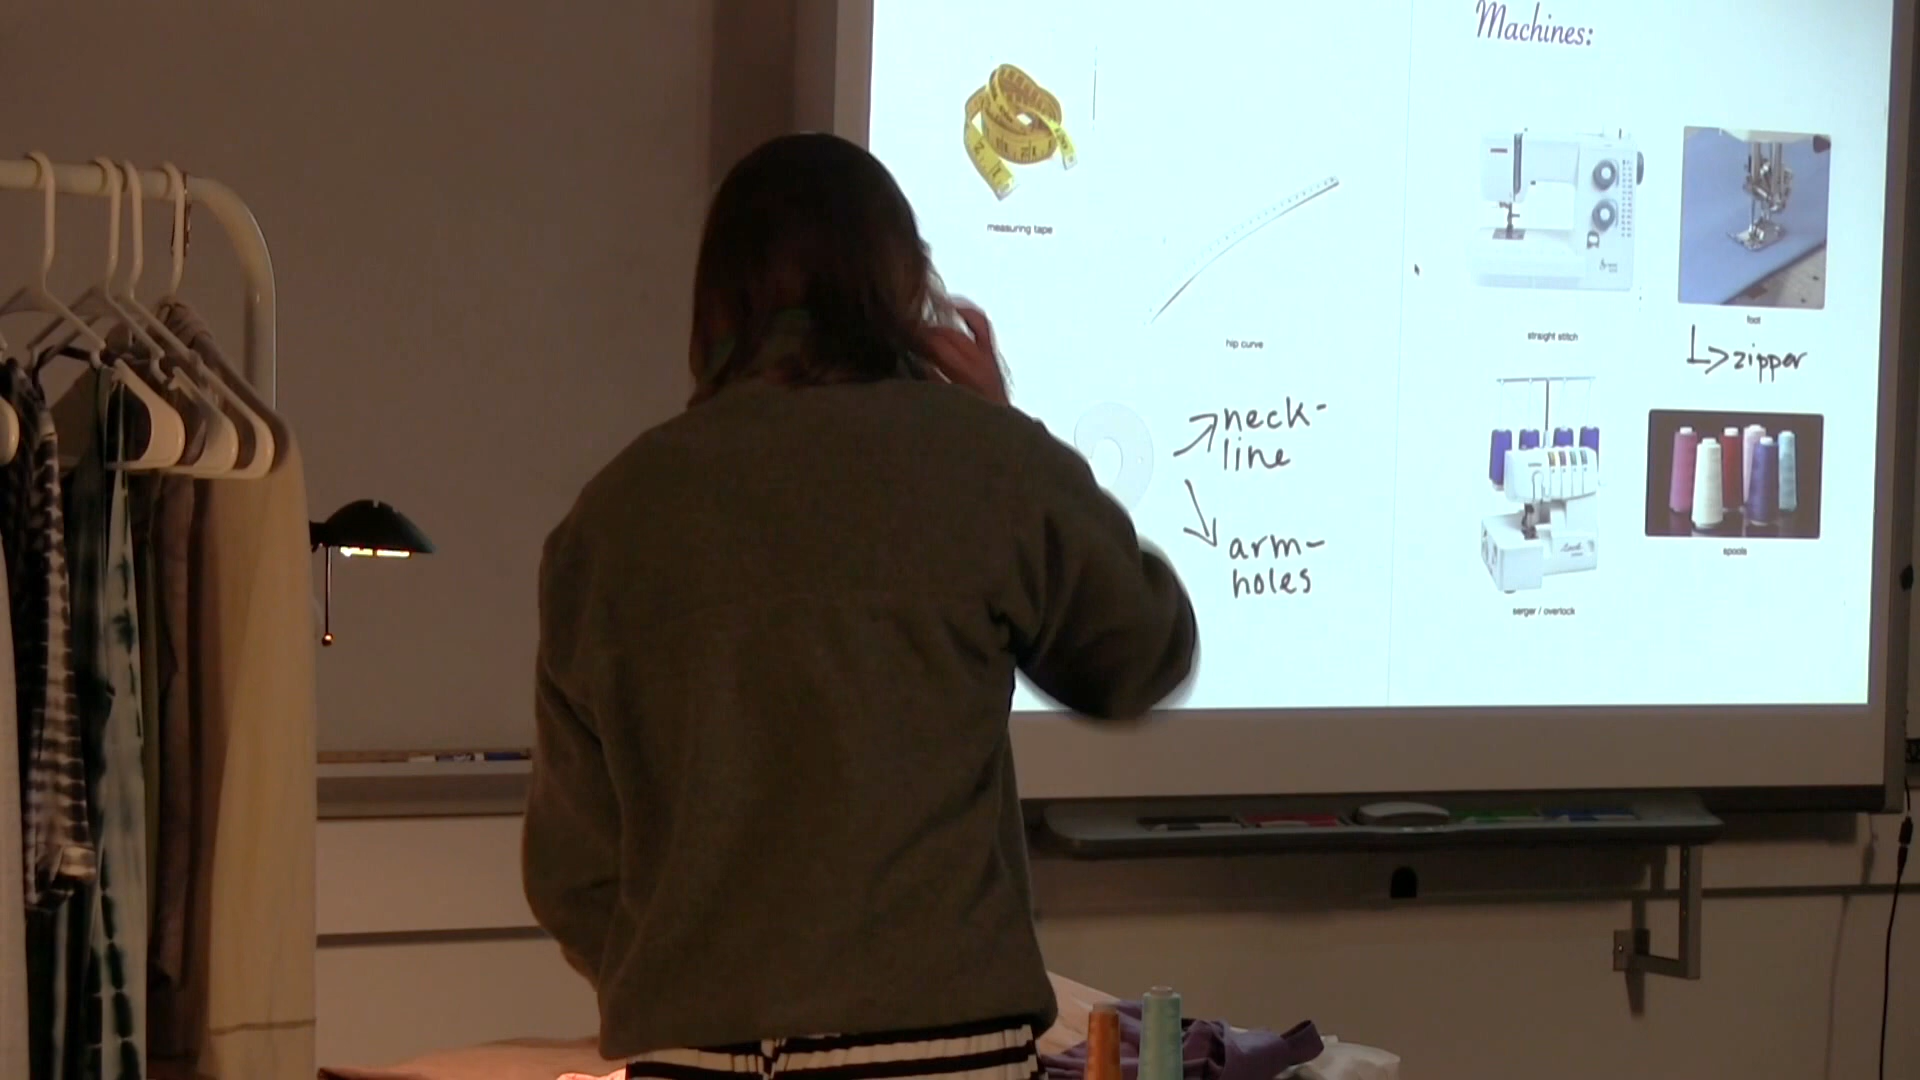 Machines:
measuring tape
hip curve
straight stitch
foot
↳zipper
neck-
line
arm-
holes
serger / overlock
spools